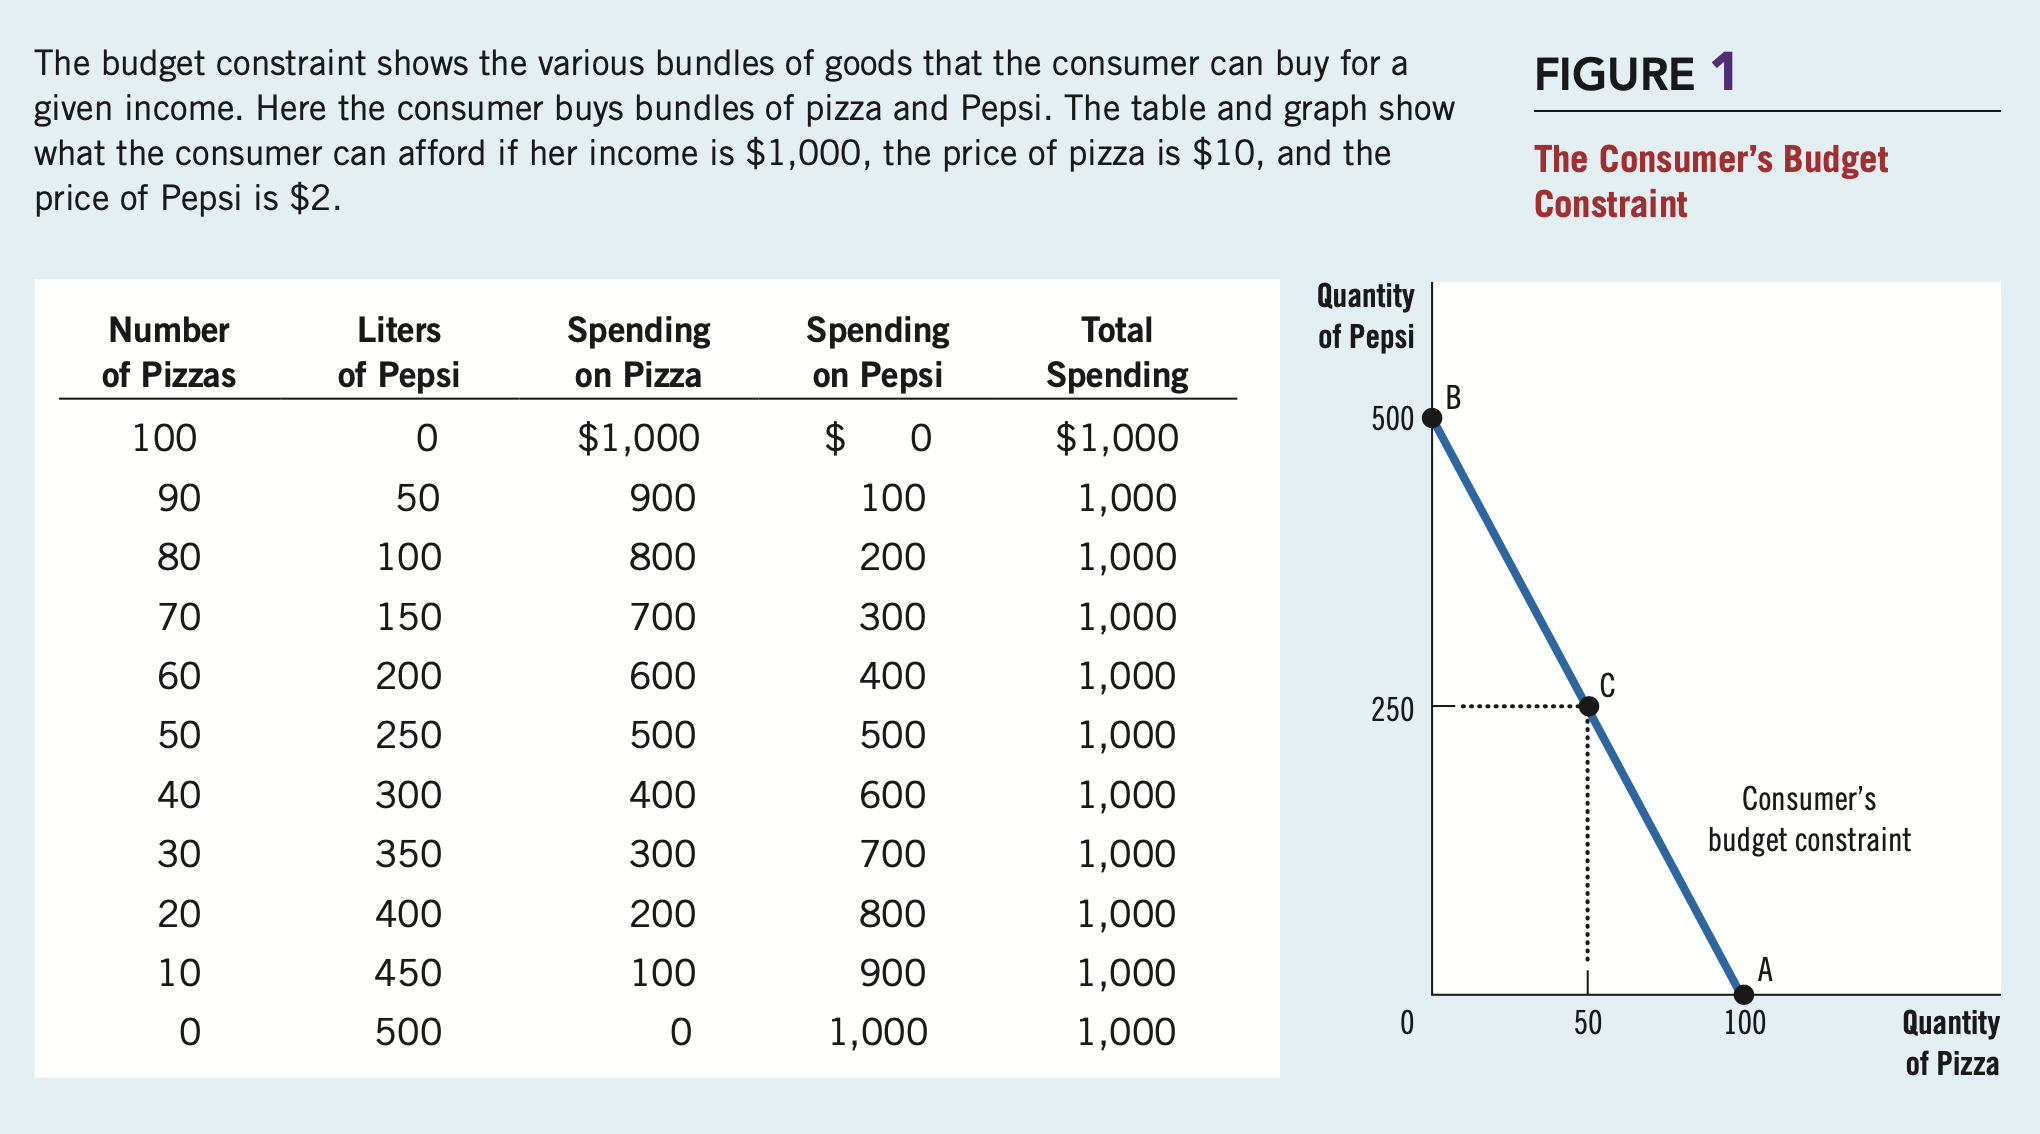 The budget constraint shows the various bundles of goods that the consumer can buy for a
given income. Here the consumer buys bundles of pizza and Pepsi. The table and graph show
what the consumer can afford if her income is $1,000, the price of pizza is $10, and the
price of Pepsi is $2.
FIGURE 1
The Consumer’s Budget
Constraint
Number Liters Spending Spending Total
of Pizzas of Pepsi on Pizza on Pepsi Spending
100 0 $1,000 $ 0 $1,000
90 50 900 100 1,000
80 100 800 200 1,000
70 150 700 300 1,000
60 200 600 400 1,000
50 250 500 500 1,000
40 300 400 600 1,000
30 350 300 700 1,000
20 400 200 800 1,000
10 450 100 900 1,000
0 500 0 1,000 1,000
Quantity
of Pepsi
500 B
250 C
Consumer’s
budget constraint
A
0 50 100 Quantity
of Pizza